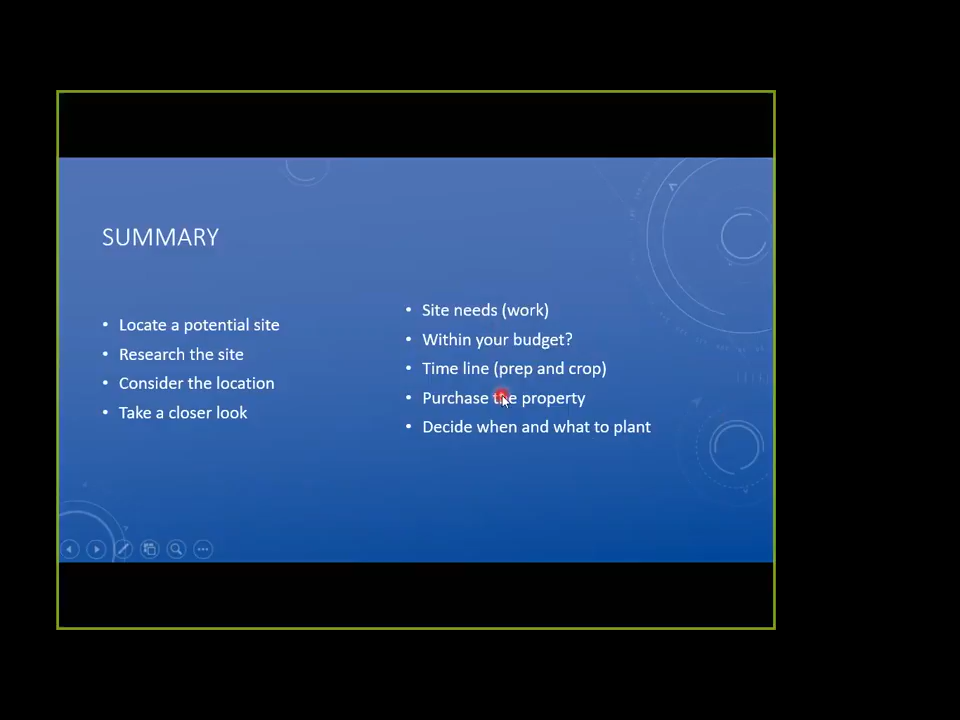 SUMMARY
Locate a potential site
Research the site
Consider the location
Take a closer look
Site needs (work)
Within your budget?
Time line (prep and crop)
Purchase the property
Decide when and what to plant